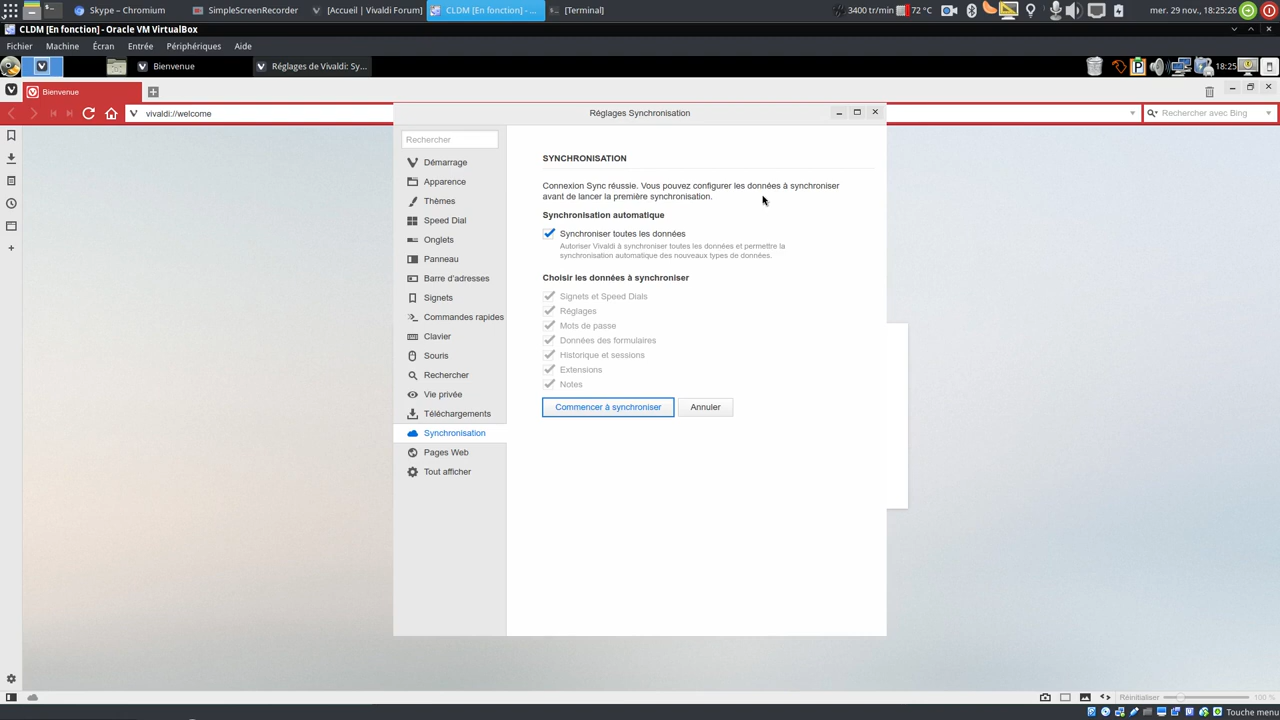 Skype – Chromium
SimpleScreenRecorder
[Accueil | Vivaldi Forum]
CLDM [En fonction] - ...
[Terminal]
3400 tr/min
72 °C
mer. 29 nov., 18:25:26
CLDM [En fonction] - Oracle VM VirtualBox
Fichier
Machine
Écran
Entrée
Périphériques
Aide
Bienvenue
Réglages de Vivaldi: Sy...
18:25
Bienvenue
vivaldi://welcome
Rechercher avec Bing
Réglages Synchronisation
Rechercher
Démarrage
Apparence
Thèmes
Speed Dial
Onglets
Panneau
Barre d'adresses
Signets
Commandes rapides
Clavier
Souris
Rechercher
Vie privée
Téléchargements
Synchronisation
Pages Web
Tout afficher
SYNCHRONISATION
Connexion Sync réussie. Vous pouvez configurer les données à synchroniser
avant de lancer la première synchronisation.
Synchronisation automatique
Synchroniser toutes les données
Autoriser Vivaldi à synchroniser toutes les données et permettre la
synchronisation automatique des nouveaux types de données.
Choisir les données à synchroniser
Signets et Speed Dials
Réglages
Mots de passe
Données des formulaires
Historique et sessions
Extensions
Notes
Commencer à synchroniser
Annuler
Réinitialiser
100 %
Touche menu